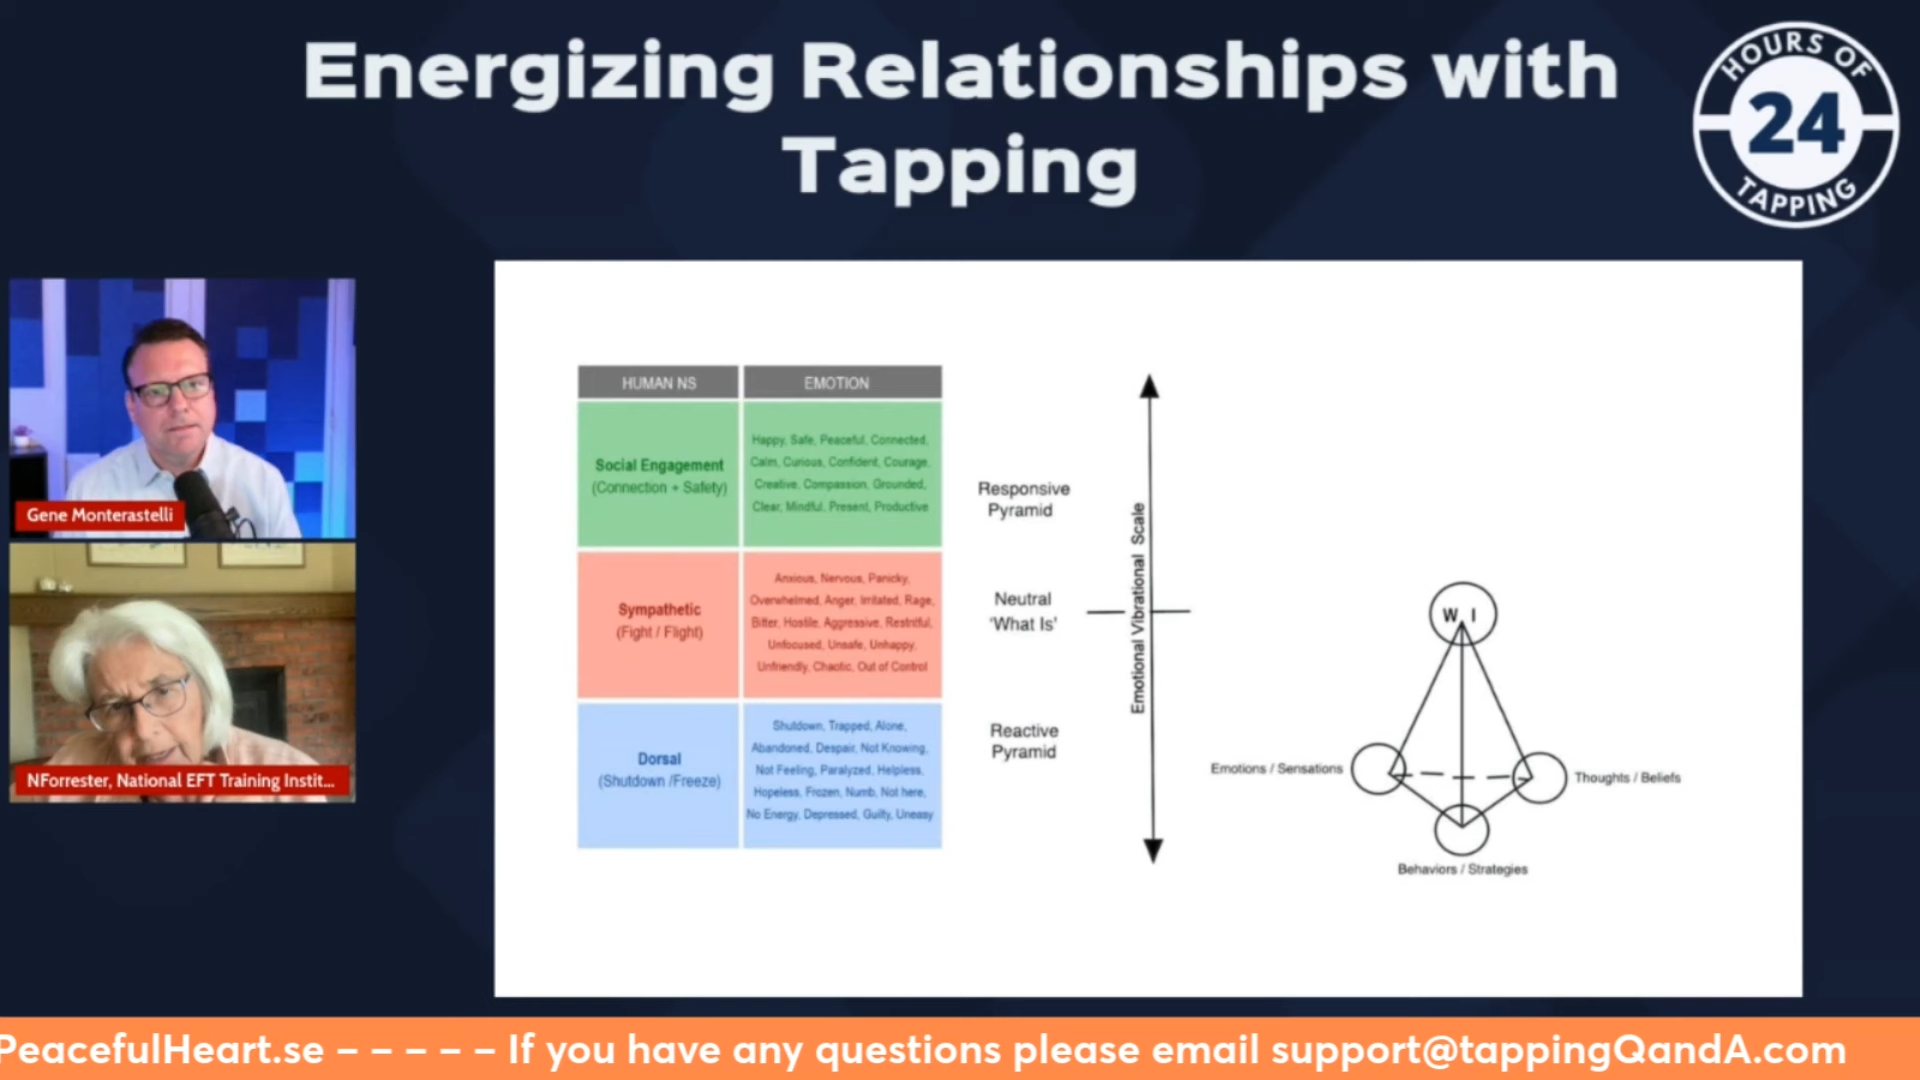 Energizing Relationships with
Tapping
HOURS OF
24
TAPPING
Gene Monterastelli
NForrester, National EFT Training Instit...
HUMAN NS
EMOTION
Social Engagement
(Connection + Safety)
Happy, Safe, Peaceful, Connected,
Calm, Curious, Confident, Courage,
Creative, Compassion, Grounded,
Clear, Mindful, Present, Productive
Sympathetic
(Fight / Flight)
Anxious, Nervous, Panicky,
Overwhelmed, Anger, Irritated, Rage,
Bitter, Hostile, Aggressive, Restntful,
Unfocused, Unsafe, Unhappy,
Unfriendly, Chaotic, Out of Control
Dorsal
(Shutdown /Freeze)
Shutdown, Trapped, Alone,
Abandoned, Despair, Not Knowing,
Not Feeling, Paralyzed, Helpless,
Hopeless, Frozen, Numb, Not here,
No Energy, Depressed, Guilty, Uneasy
Responsive
Pyramid
Neutral
'What Is'
Reactive
Pyramid
Emotional Vibrational Scale
W I
Emotions / Sensations
Thoughts / Beliefs
Behaviors / Strategies
PeacefulHeart.se – – – – – If you have any questions please email support@tappingQandA.com